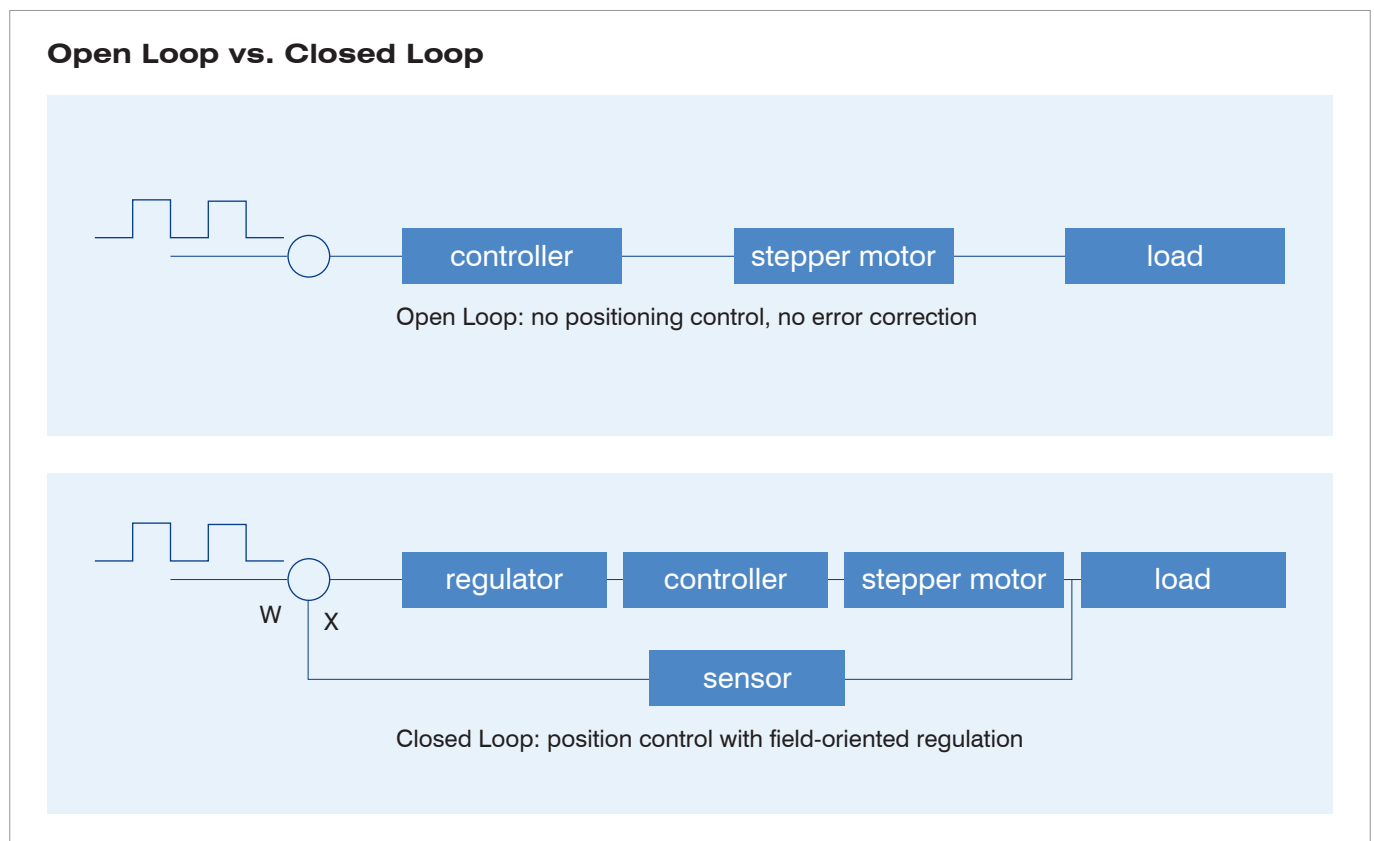 Open Loop vs. Closed Loop
controller
stepper motor
load
Open Loop: no positioning control, no error correction
regulator
controller
stepper motor
load
W
X
sensor
Closed Loop: position control with field-oriented regulation